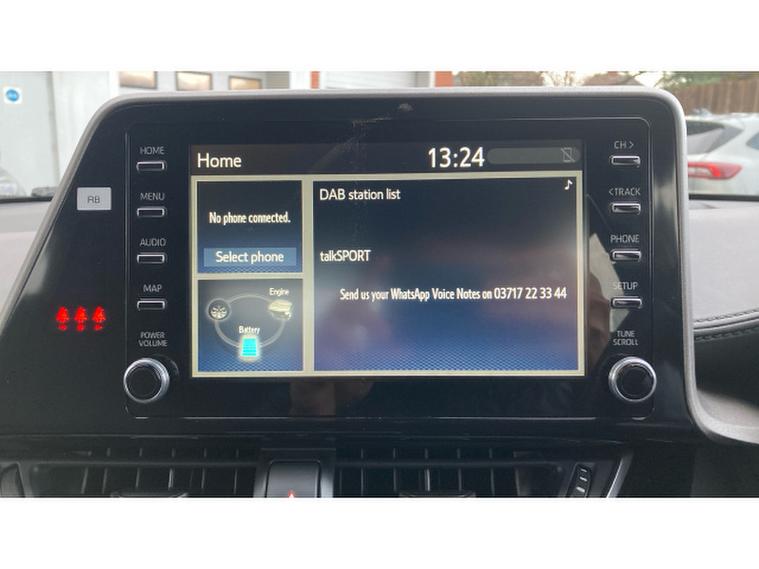 HOME
CH >
Home
13:24
RB
MENU
< TRACK
No phone connected.
Select phone
DAB station list
AUDIO
PHONE
talkSPORT
MAP
SETUP
Engine
Battery
Send us your WhatsApp Voice Notes on 03717 22 33 44
POWER
VOLUME
TUNE
SCROLL